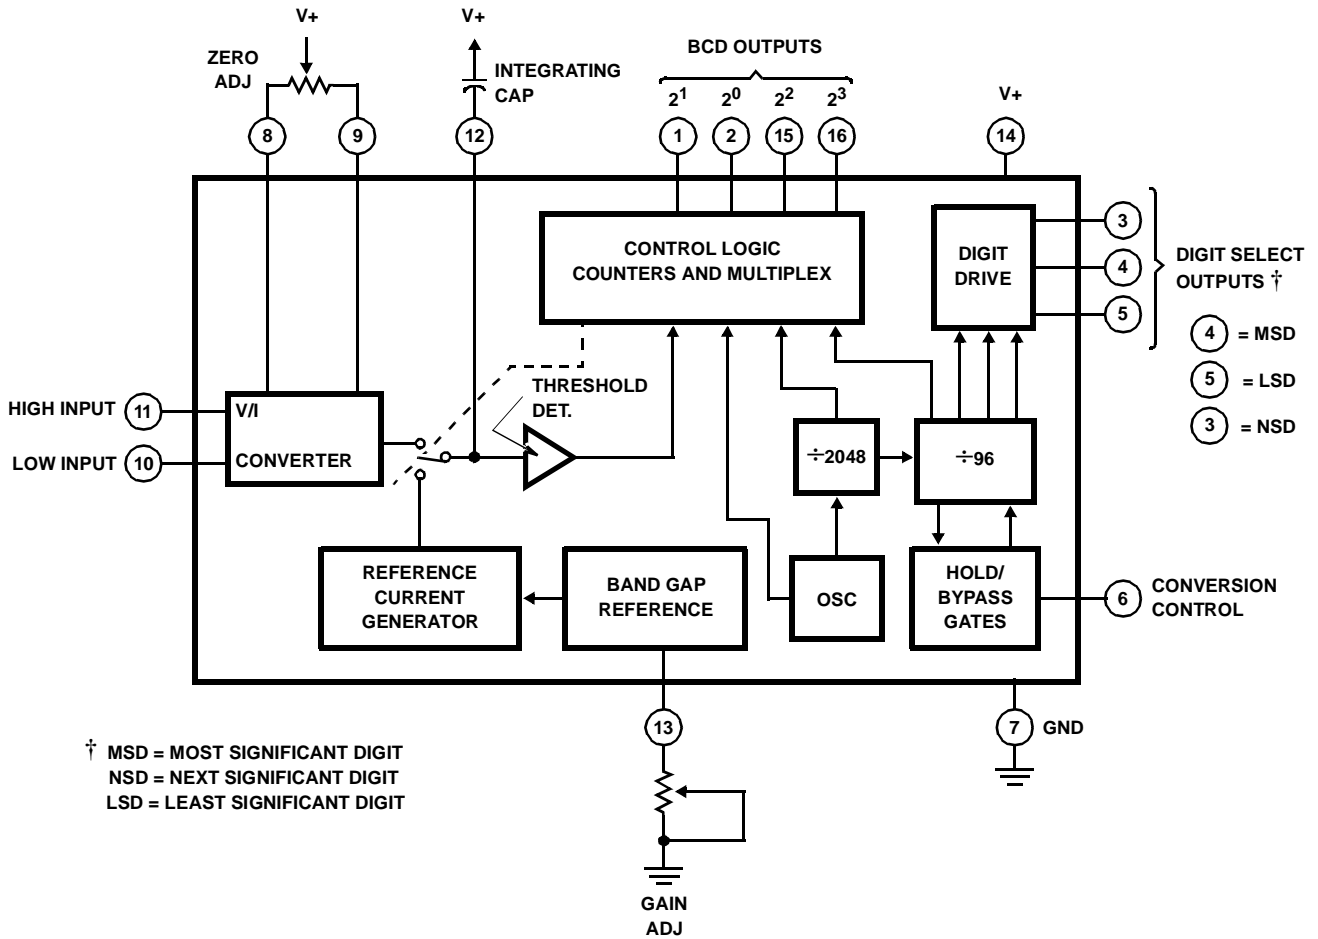 V+
V+
ZERO
ADJ
INTEGRATING
CAP
BCD OUTPUTS
2^1 2^0 2^2 2^3
V+
8 9 12 1 2 15 16 14
CONTROL LOGIC
COUNTERS AND MULTIPLEX
DIGIT
DRIVE
3
4
5
DIGIT SELECT
OUTPUTS †
4 = MSD
5 = LSD
3 = NSD
THRESHOLD
DET.
HIGH INPUT 11
LOW INPUT 10
V/I
CONVERTER
÷2048
÷96
REFERENCE
CURRENT
GENERATOR
BAND GAP
REFERENCE
OSC
HOLD/
BYPASS
GATES
6 CONVERSION
CONTROL
13
7 GND
† MSD = MOST SIGNIFICANT DIGIT
NSD = NEXT SIGNIFICANT DIGIT
LSD = LEAST SIGNIFICANT DIGIT
GAIN
ADJ